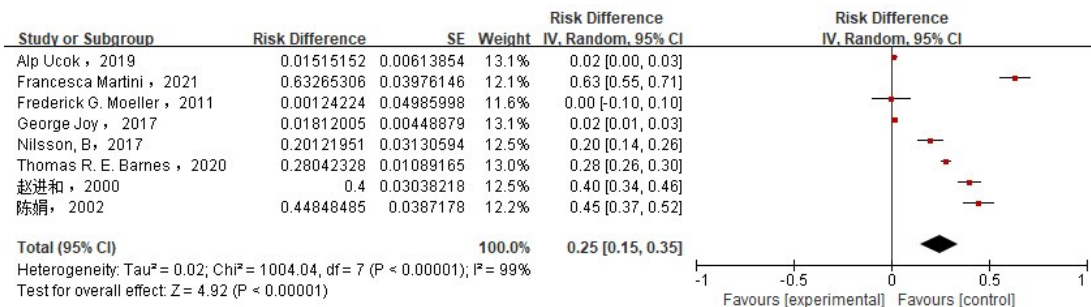 Risk Difference Risk Difference
Study or Subgroup Risk Difference SE Weight IV, Random, 95% CI IV, Random, 95% CI
Alp Ucok，2019 0.01515152 0.00613854 13.1% 0.02 [0.00, 0.03]
Francesca Martini，2021 0.63265306 0.03976146 12.1% 0.63 [0.55, 0.71]
Frederick G. Moeller，2011 0.00124224 0.04985998 11.6% 0.00 [-0.10, 0.10]
George Joy，2017 0.01812005 0.00448879 13.1% 0.02 [0.01, 0.03]
Nilsson, B，2017 0.20121951 0.03130594 12.5% 0.20 [0.14, 0.26]
Thomas R. E. Barnes，2020 0.28042328 0.01089165 13.0% 0.28 [0.26, 0.30]
赵进和，2000 0.4 0.03038218 12.5% 0.40 [0.34, 0.46]
陈娟，2002 0.44848485 0.0387178 12.2% 0.45 [0.37, 0.52]
Total (95% CI) 100.0% 0.25 [0.15, 0.35]
Heterogeneity: Tau² = 0.02; Chi² = 1004.04, df = 7 (P < 0.00001); I² = 99%
Test for overall effect: Z = 4.92 (P < 0.00001)
-1 -0.5 0 0.5 1
Favours [experimental] Favours [control]